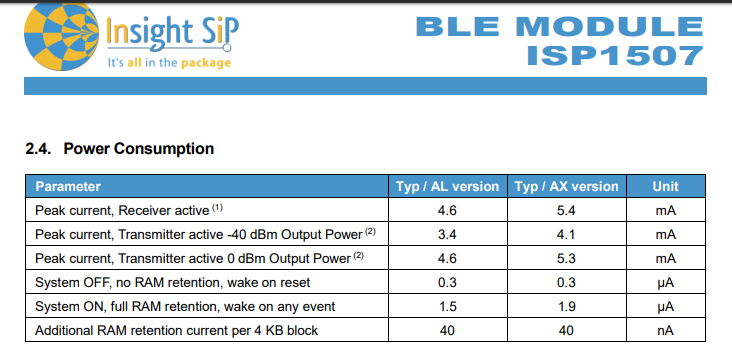 Insight SiP
It's all in the package
BLE MODULE
ISP1507
2.4. Power Consumption
Parameter Typ / AL version Typ / AX version Unit
Peak current, Receiver active (1) 4.6 5.4 mA
Peak current, Transmitter active -40 dBm Output Power (2) 3.4 4.1 mA
Peak current, Transmitter active 0 dBm Output Power (2) 4.6 5.3 mA
System OFF, no RAM retention, wake on reset 0.3 0.3 µA
System ON, full RAM retention, wake on any event 1.5 1.9 µA
Additional RAM retention current per 4 KB block 40 40 nA